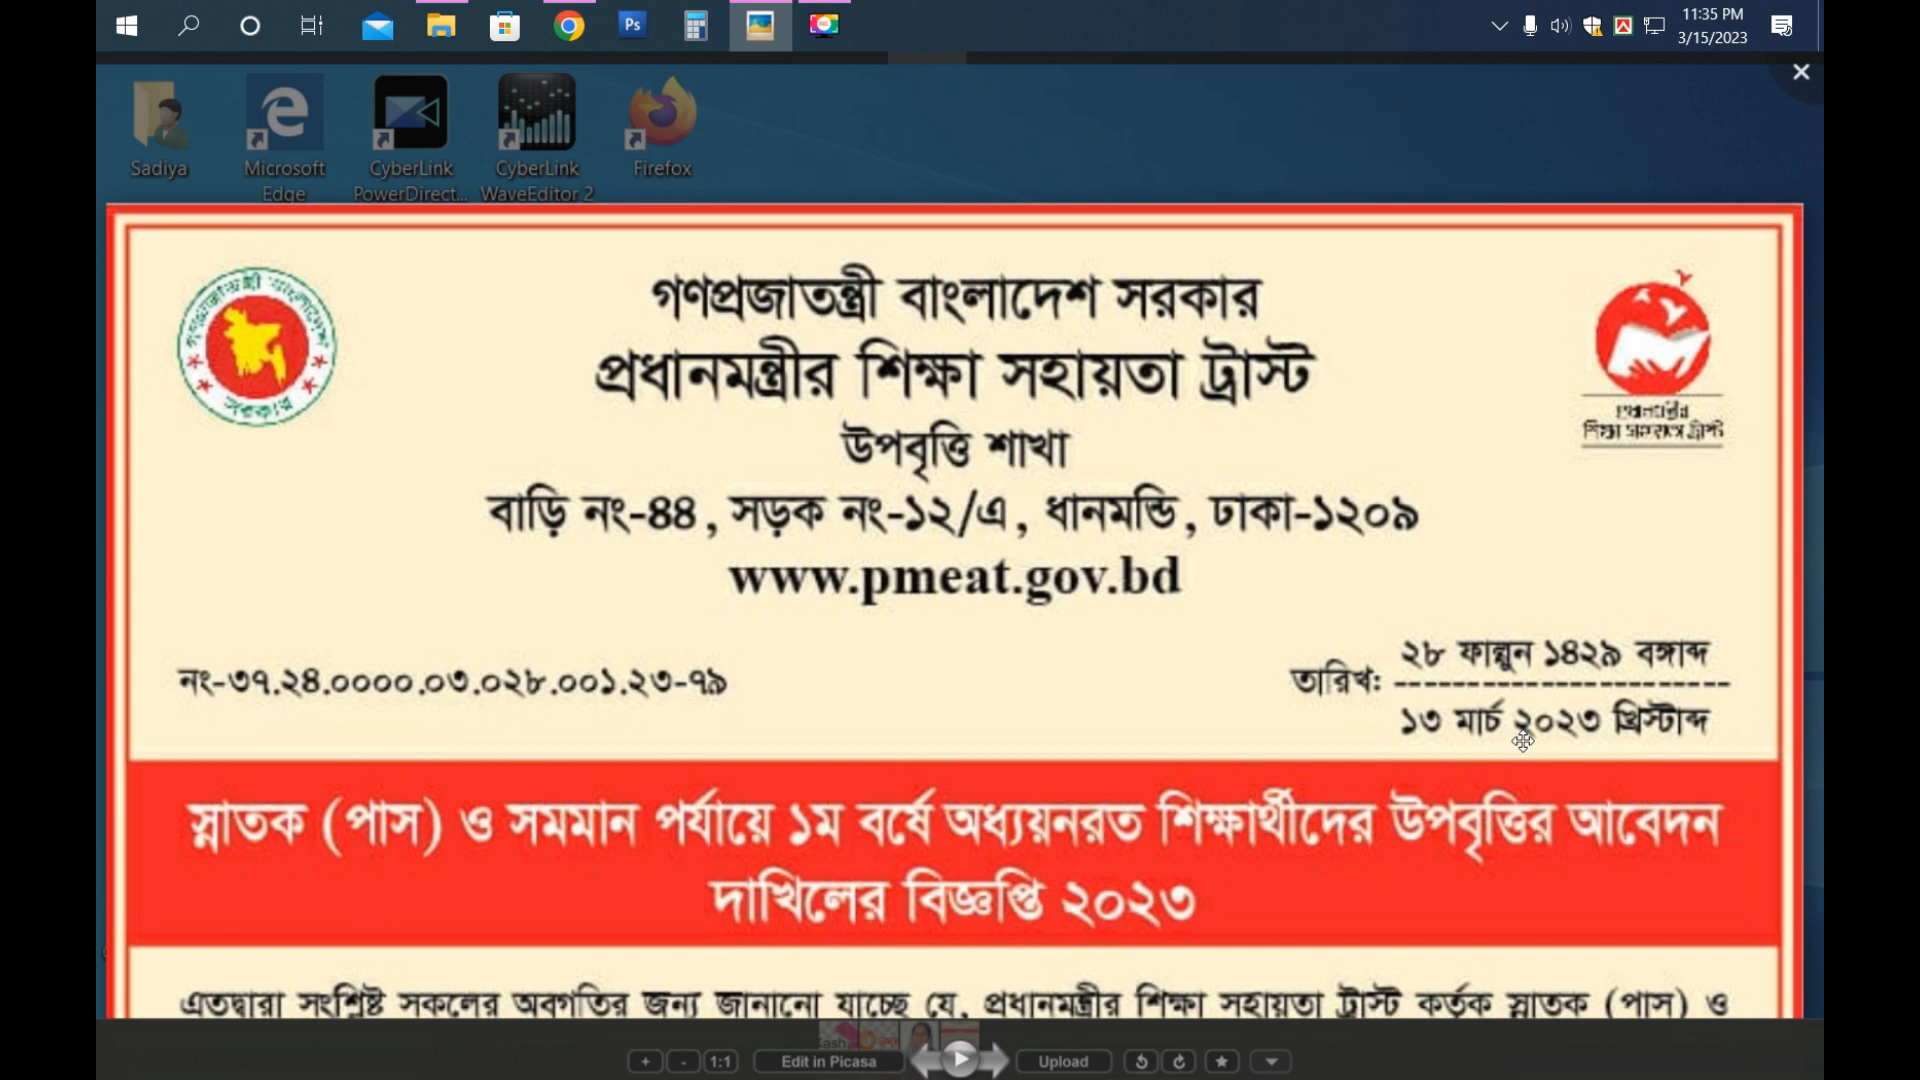 11:35 PM
3/15/2023
Ps
Sadiya
Microsoft Edge
CyberLink PowerDirect...
CyberLink WaveEditor 2
Firefox
গণপ্রজাতন্ত্রী বাংলাদেশ সরকার
প্রধানমন্ত্রীর শিক্ষা সহায়তা ট্রাস্ট
উপবৃত্তি শাখা
বাড়ি নং-৪৪, সড়ক নং-১২/এ, ধানমন্ডি, ঢাকা-১২০৯
www.pmeat.gov.bd
নং-৩৭.২৪.০০০০.০৩.০২৮.০০১.২৩-৭৯
২৮ ফাল্গুন ১৪২৯ বঙ্গাব্দ
তারিখঃ
১৩ মার্চ ২০২৩ খ্রিস্টাব্দ
স্নাতক (পাস) ও সমমান পর্যায়ে ১ম বর্ষে অধ্যয়নরত শিক্ষার্থীদের উপবৃত্তির আবেদন
দাখিলের বিজ্ঞপ্তি ২০২৩
এতদ্বারা সংশ্লিষ্ট সকলের অবগতির জন্য জানানো যাচ্ছে যে, প্রধানমন্ত্রীর শিক্ষা সহায়তা ট্রাস্ট কর্তৃক স্নাতক (পাস) ও
+ - 1:1 Edit in Picasa Upload